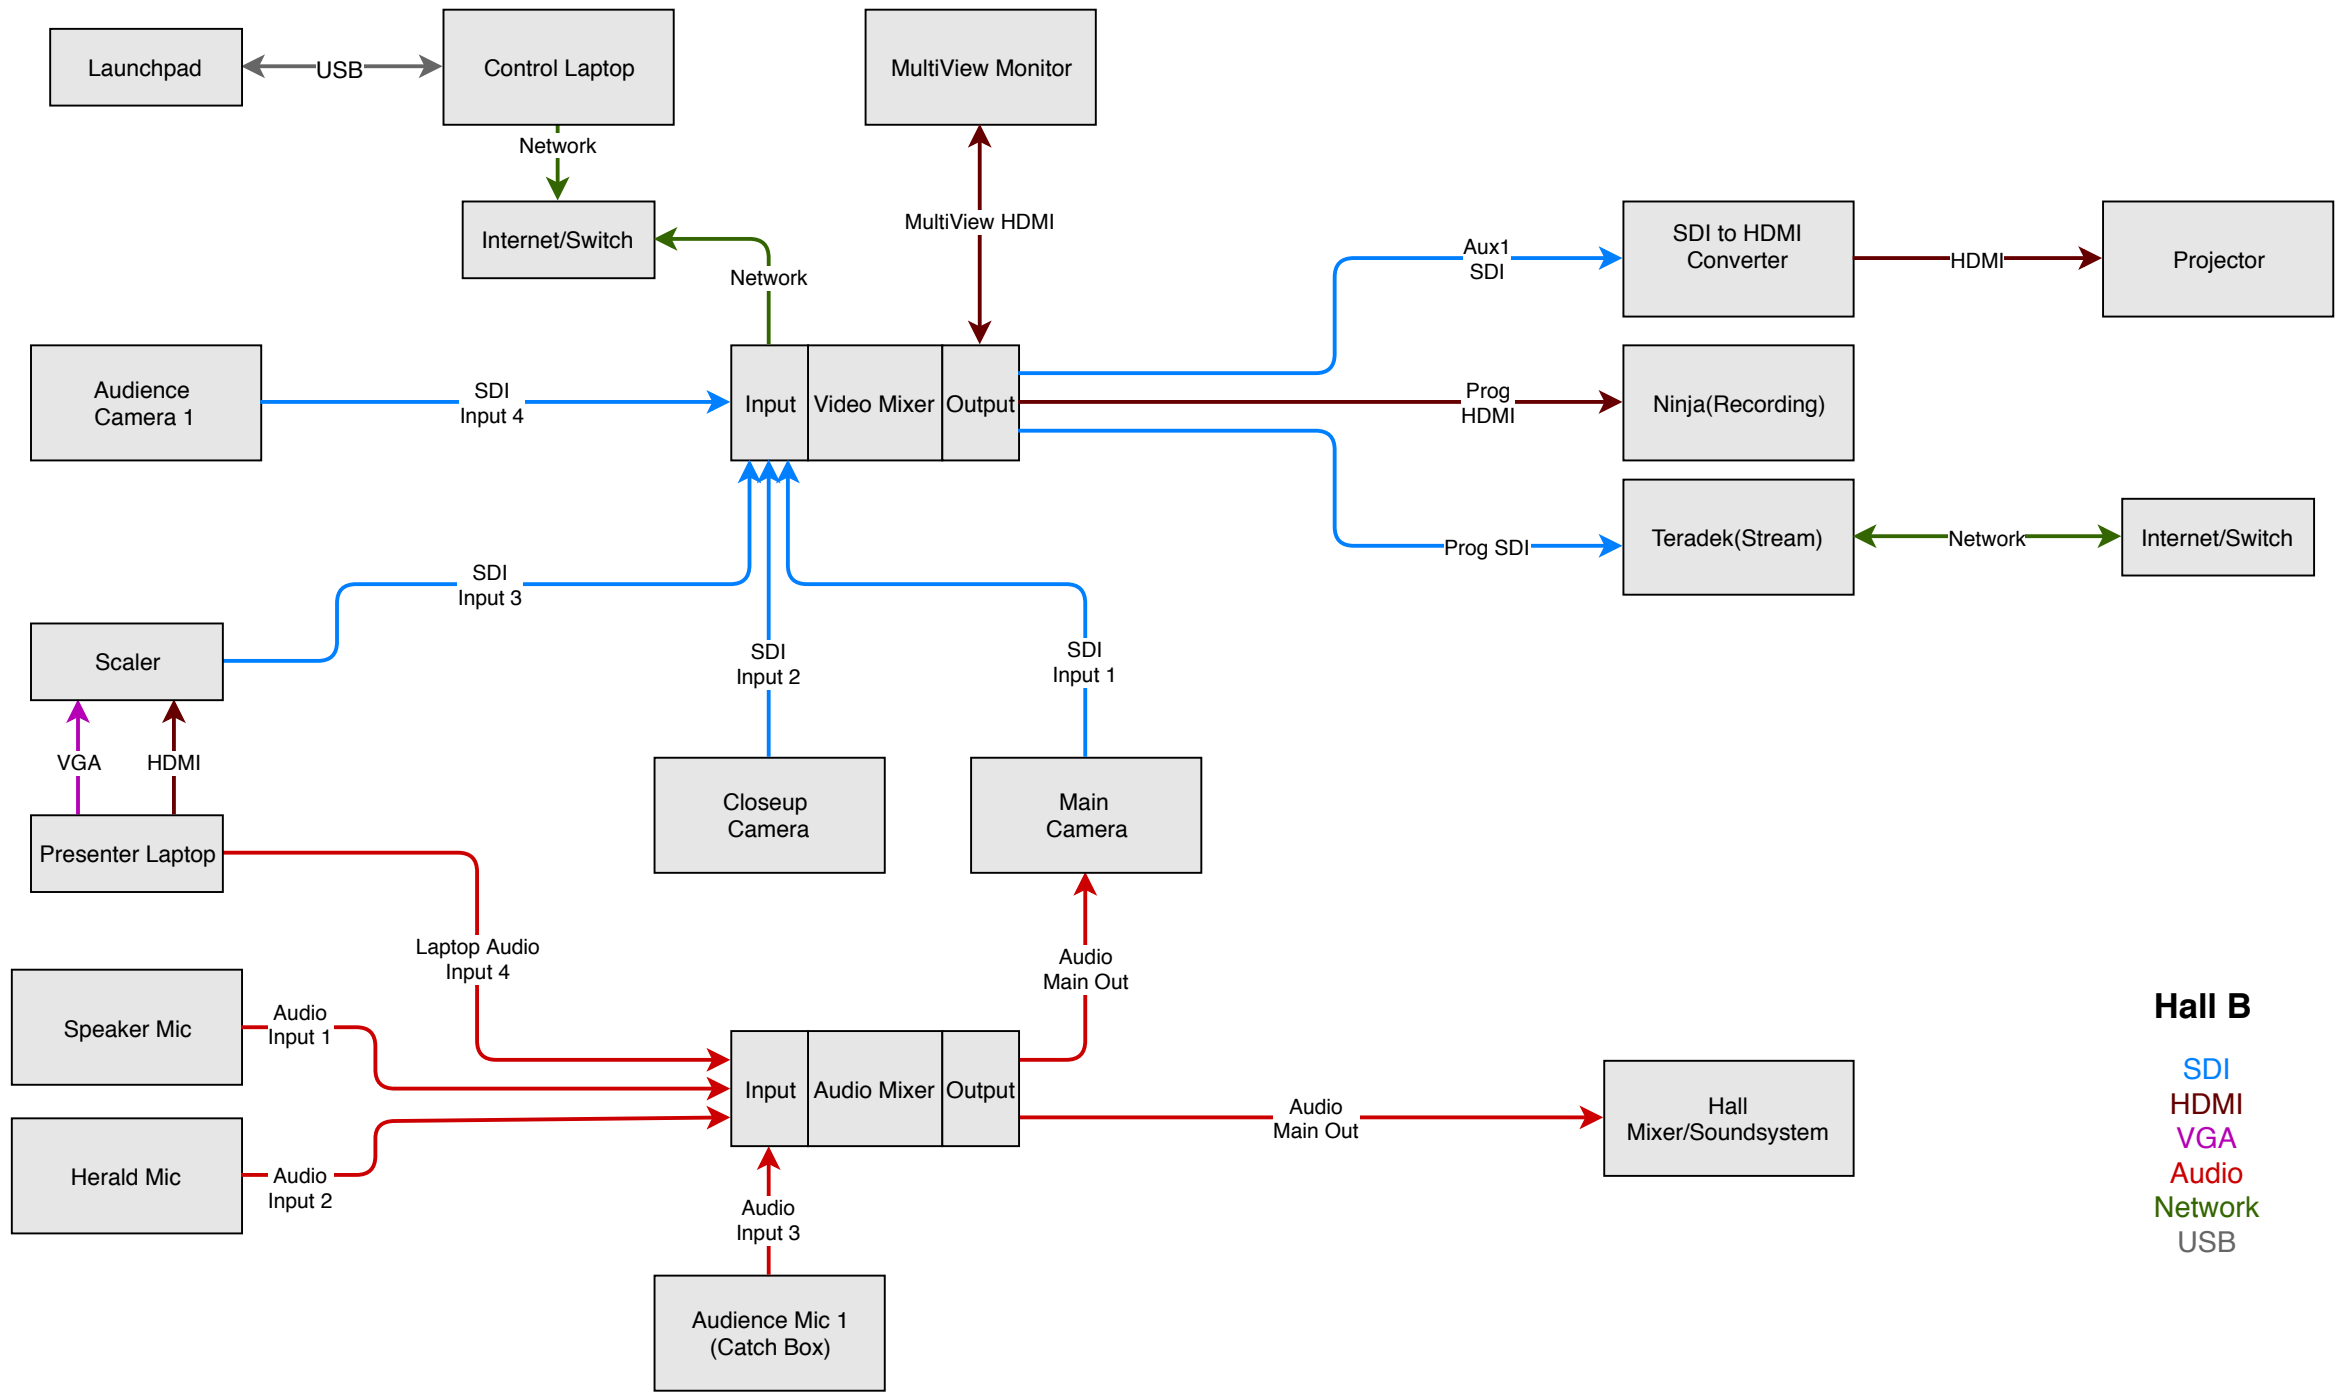 Launchpad
USB
Control Laptop
MultiView Monitor
Network
Internet/Switch
Network
MultiView HDMI
Aux1
SDI
SDI to HDMI
Converter
HDMI
Projector
Audience
Camera 1
SDI
Input 4
Input
Video Mixer
Output
Prog
HDMI
Ninja(Recording)
Prog SDI
Teradek(Stream)
Network
Internet/Switch
SDI
Input 3
Scaler
SDI
Input 2
SDI
Input 1
VGA
HDMI
Closeup
Camera
Main
Camera
Presenter Laptop
Laptop Audio
Input 4
Audio
Main Out
Speaker Mic
Audio
Input 1
Input
Audio Mixer
Output
Audio
Main Out
Hall
Mixer/Soundsystem
Herald Mic
Audio
Input 2
Audio
Input 3
Audience Mic 1
(Catch Box)
Hall B
SDI
HDMI
VGA
Audio
Network
USB